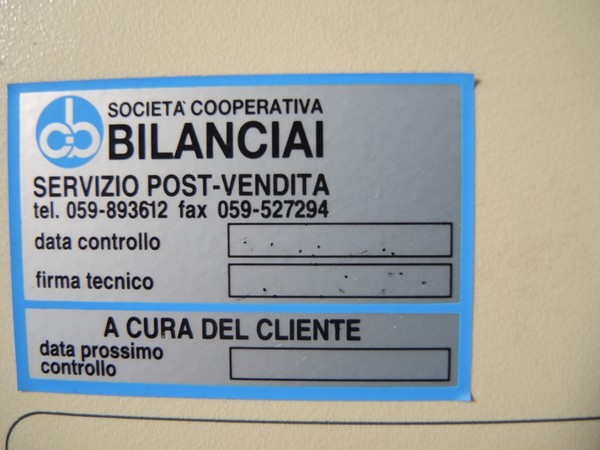 SOCIETA' COOPERATIVA
BILANCIAI
SERVIZIO POST-VENDITA
tel. 059-893612 fax 059-527294
data controllo
firma tecnico
A CURA DEL CLIENTE
data prossimo
controllo